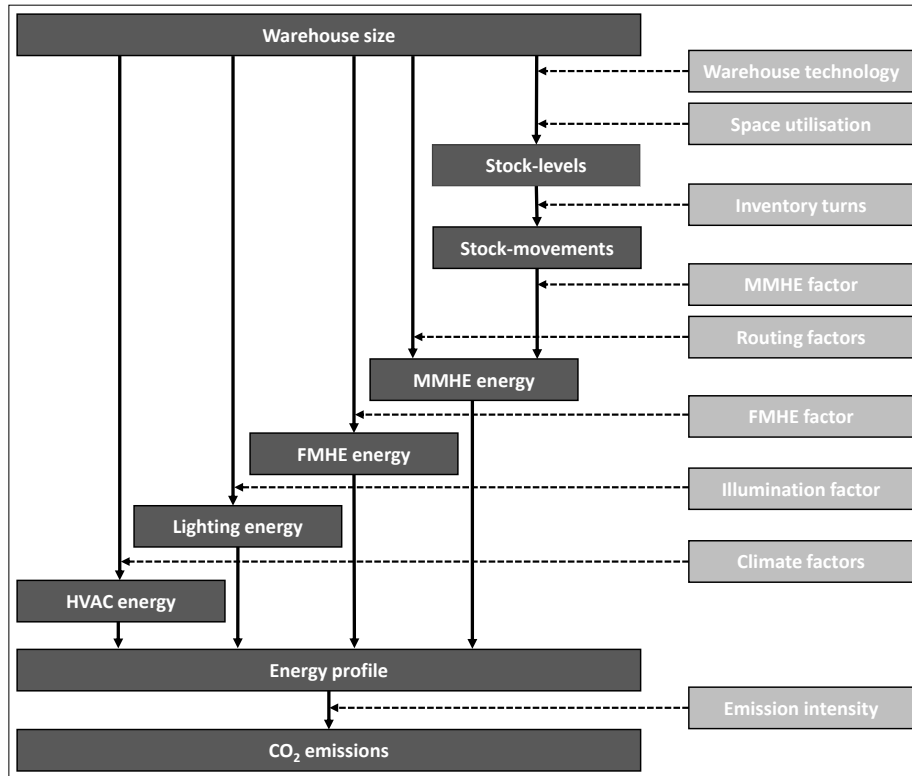 Warehouse size
Warehouse technology
Space utilisation
Stock-levels
Inventory turns
Stock-movements
MMHE factor
Routing factors
MMHE energy
FMHE factor
FMHE energy
Illumination factor
Lighting energy
Climate factors
HVAC energy
Energy profile
Emission intensity
CO₂ emissions